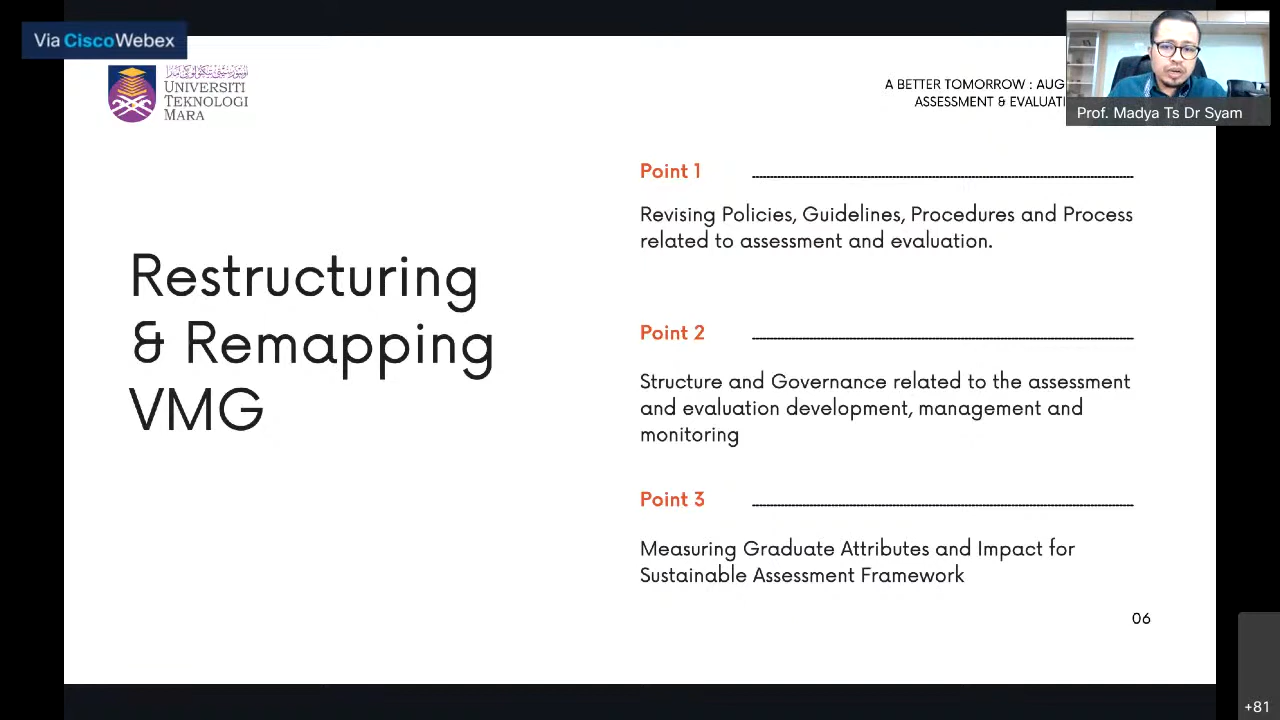 Via Cisco Webex
UNIVERSITI
TEKNOLOGI
MARA
A BETTER TOMORROW : AUG
ASSESSMENT & EVALUATI
Prof. Madya Ts Dr Syam
Restructuring
& Remapping
VMG
Point 1
Revising Policies, Guidelines, Procedures and Process
related to assessment and evaluation.
Point 2
Structure and Governance related to the assessment
and evaluation development, management and
monitoring
Point 3
Measuring Graduate Attributes and Impact for
Sustainable Assessment Framework
06
+81